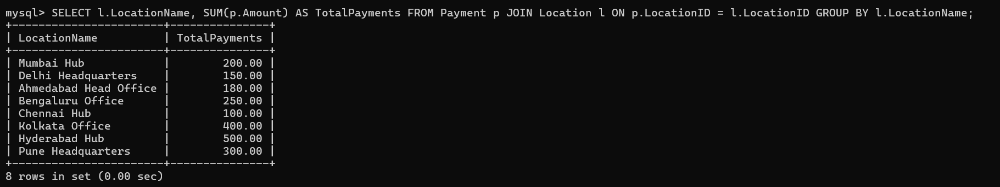 mysql> SELECT l.LocationName, SUM(p.Amount) AS TotalPayments FROM Payment p JOIN Location l ON p.LocationID = l.LocationID GROUP BY l.LocationName;
+-----------------------+---------------+
| LocationName          | TotalPayments |
+-----------------------+---------------+
| Mumbai Hub            |        200.00 |
| Delhi Headquarters    |        150.00 |
| Ahmedabad Head Office |        180.00 |
| Bengaluru Office      |        250.00 |
| Chennai Hub           |        100.00 |
| Kolkata Office        |        400.00 |
| Hyderabad Hub         |        500.00 |
| Pune Headquarters     |        300.00 |
+-----------------------+---------------+
8 rows in set (0.00 sec)